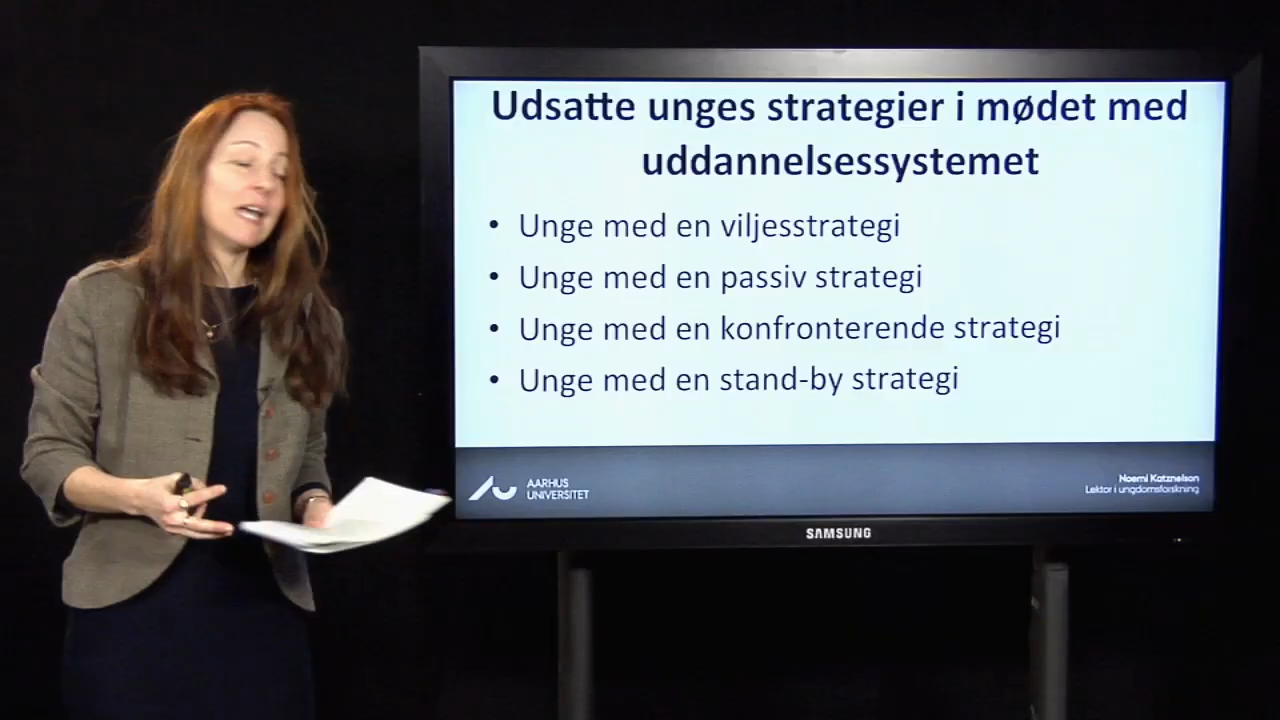 Udsatte unges strategier i mødet med
uddannelsessystemet
• Unge med en viljesstrategi
• Unge med en passiv strategi
• Unge med en konfronterende strategi
• Unge med en stand-by strategi
AARHUS
UNIVERSITET
Noemi Katznelson
Lektor i ungdomsforskning
SAMSUNG